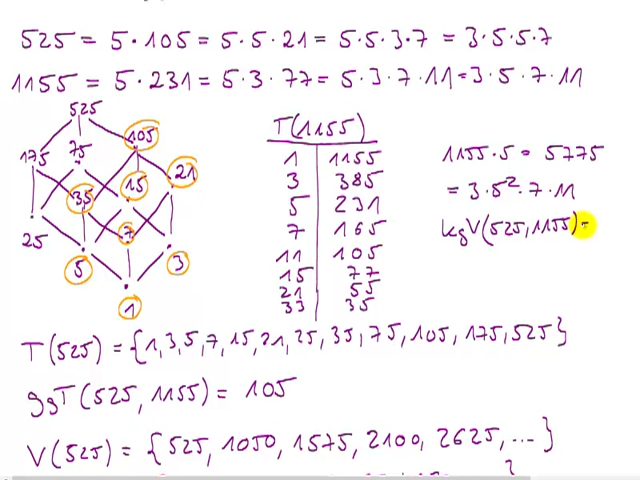 525 = 5 · 105 = 5 · 5 · 21 = 5 · 5 · 3 · 7 = 3 · 5 · 5 · 7
1155 = 5 · 231 = 5 · 3 · 77 = 5 · 3 · 7 · 11 = 3 · 5 · 7 · 11
525
175 75 105
35 15 21
25 7
5 3
1
T(1155)
1 1155
3 385
5 231
7 165
11 105
15 77
21 55
33 35
1155 · 5 = 5775
= 3 · 5² · 7 · 11
kgV(525, 1155) =
T(525) = {1, 3, 5, 7, 15, 21, 25, 35, 75, 105, 175, 525}
ggT(525, 1155) = 105
V(525) = {525, 1050, 1575, 2100, 2625, ...}
?